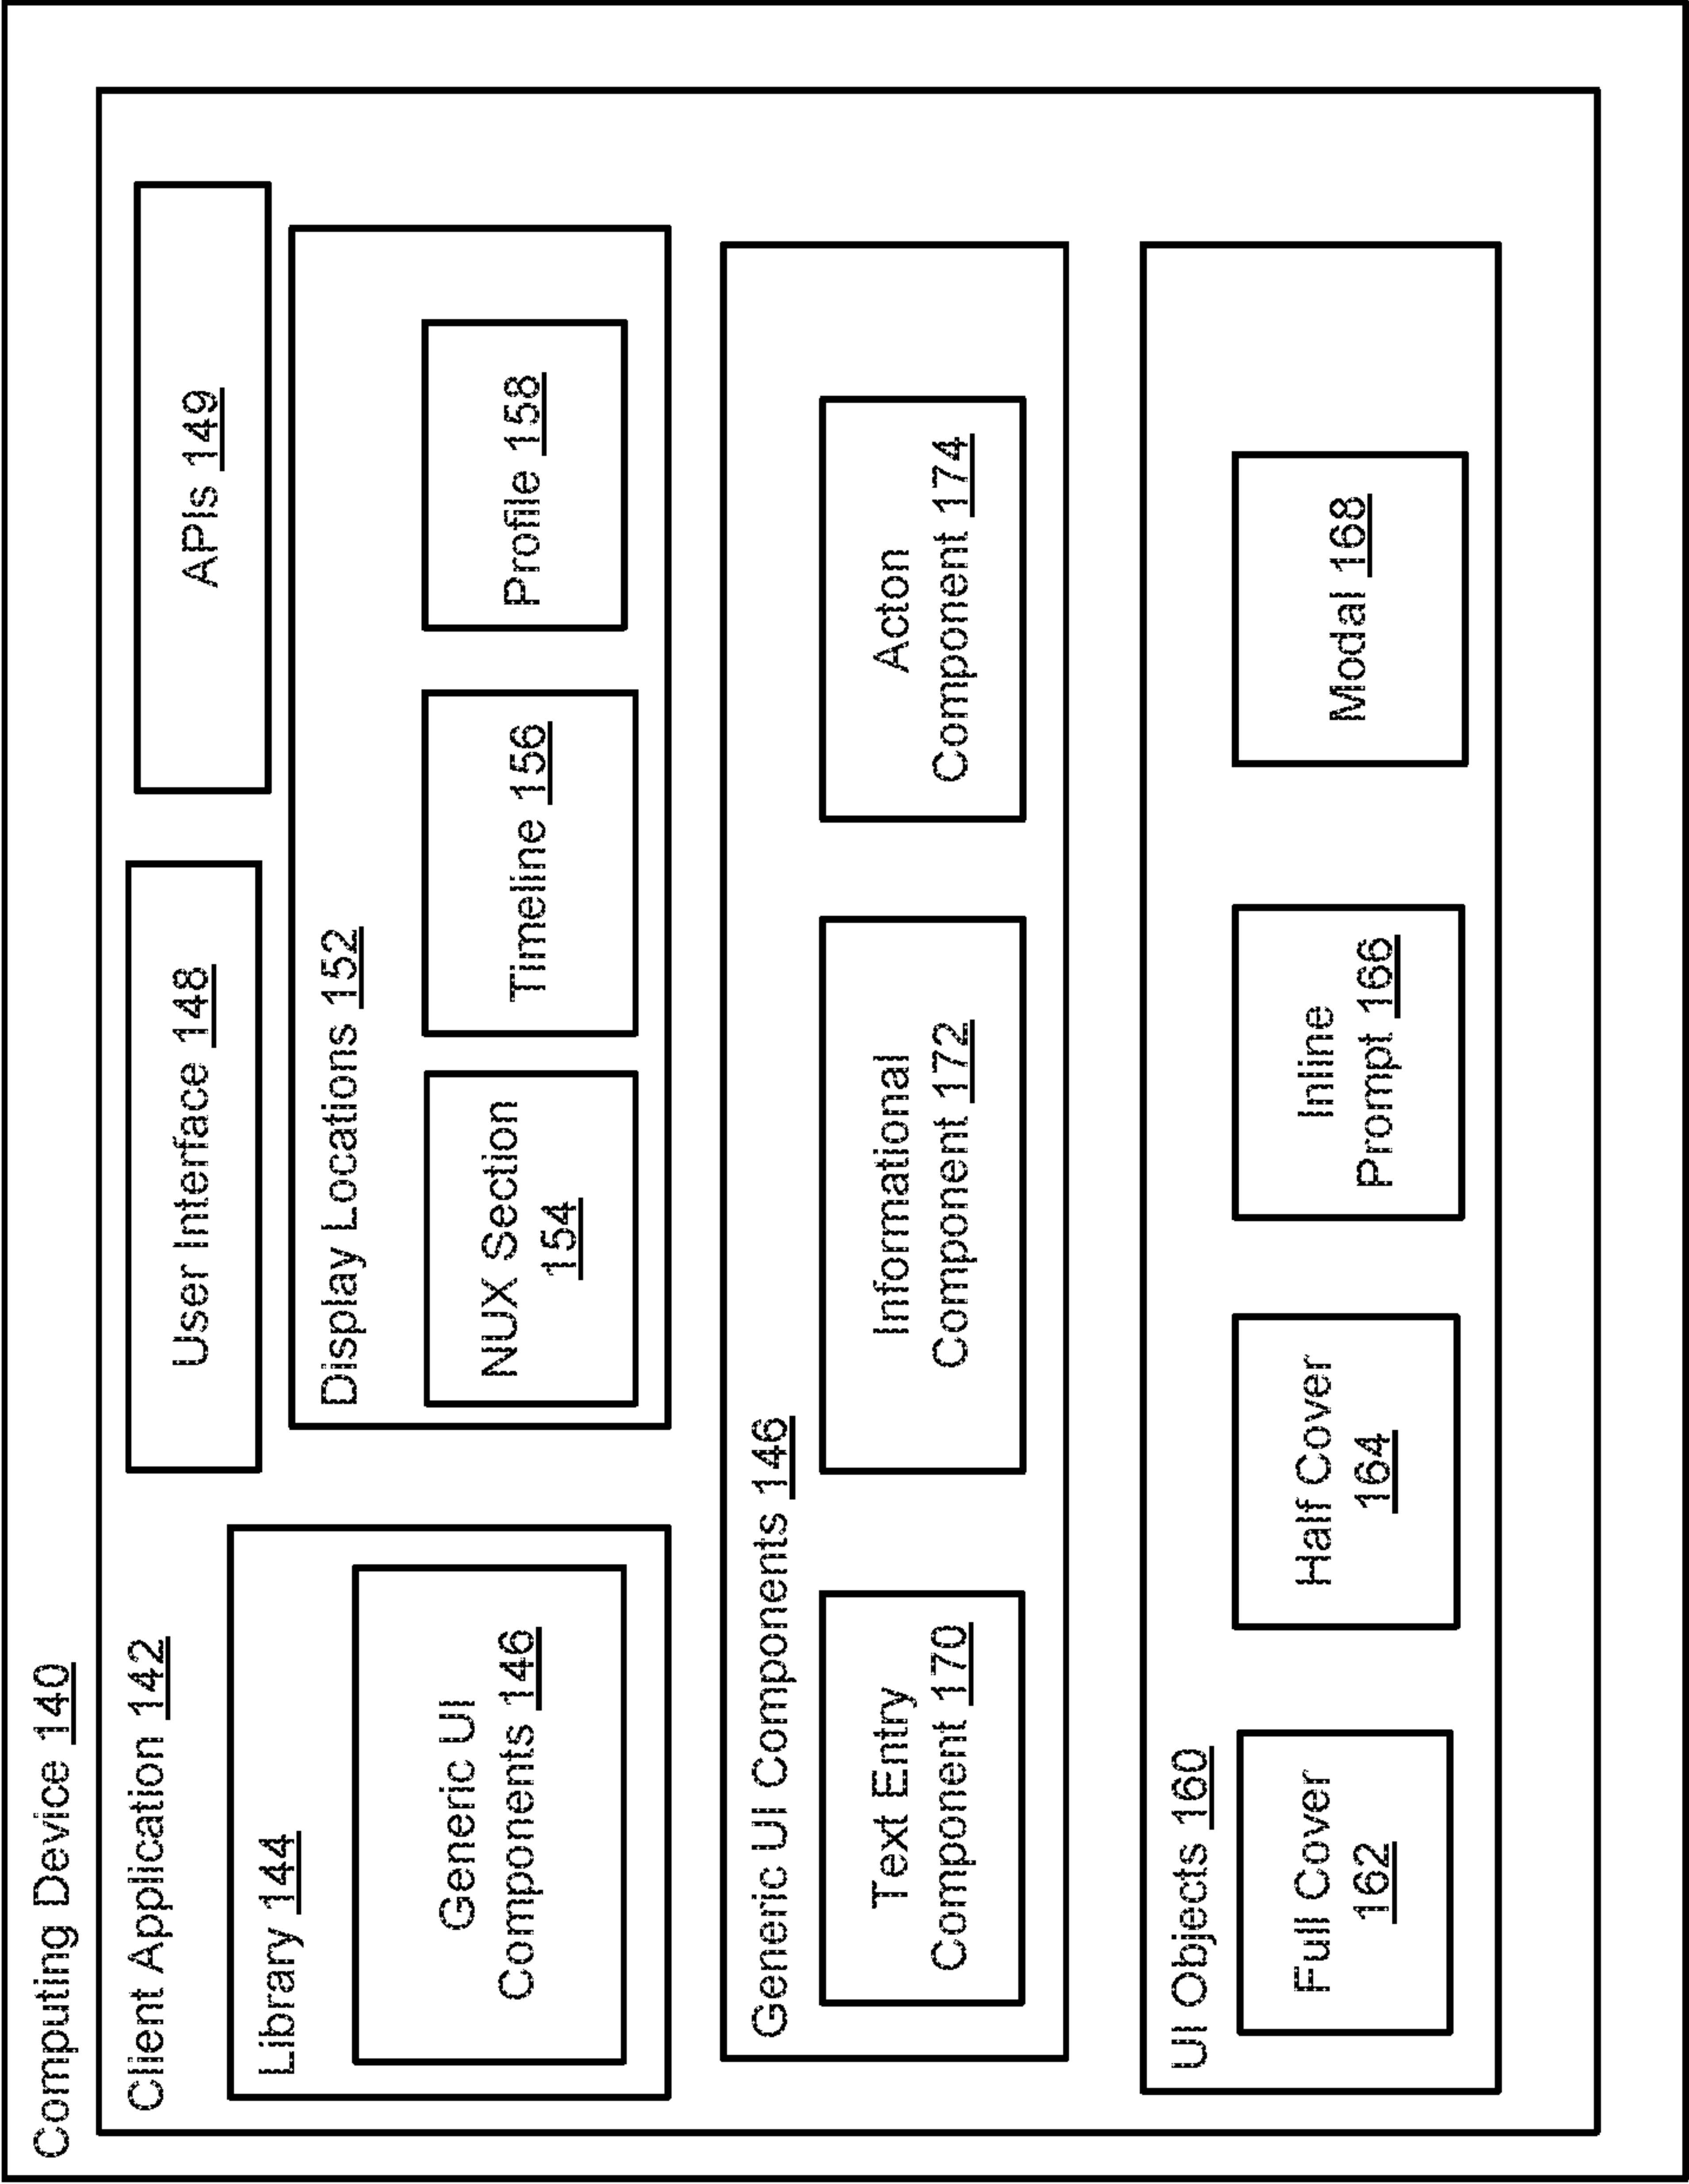 Computing Device 140
Client Application 142
User Interface 148
APIs 149
Library 144
Generic UI
Components 146
Display Locations 152
NUX Section
154
Timeline 156
Profile 158
Generic UI Components 146
Text Entry
Component 170
Informational
Component 172
Acton
Component 174
UI Objects 160
Full Cover
162
Half Cover
164
Inline
Prompt 166
Modal 168